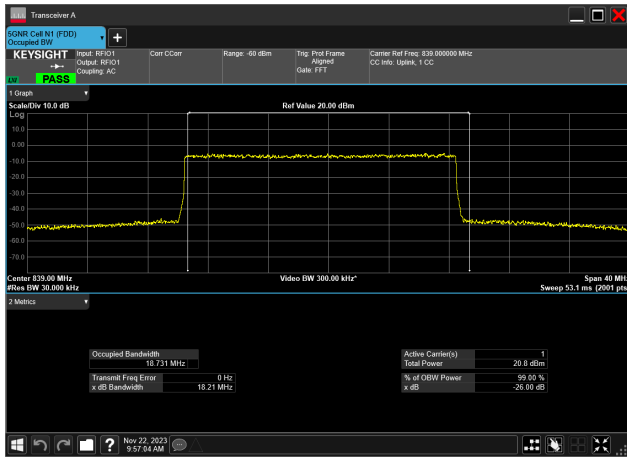 Transceiver A
5GNR Cell N1 (FDD)
Occupied BW
KEYSIGHT
PASS
Input: RFIO1
Output: RFIO1
Coupling: AC
Corr CCorr
Range: -60 dBm
Trig: Prot Frame
Aligned
Gate: FFT
Carrier Ref Freq: 839.000000 MHz
CC Info: Uplink, 1 CC
1 Graph
Scale/Div 10.0 dB
Ref Value 20.00 dBm
Log
10.0
0.00
-10.0
-20.0
-30.0
-40.0
-50.0
-60.0
-70.0
Center 839.00 MHz
Video BW 300.00 kHz*
Span 40 MHz
#Res BW 30.000 kHz
Sweep 53.1 ms (2001 pts
2 Metrics
Occupied Bandwidth
18.731 MHz
Transmit Freq Error 0 Hz
x dB Bandwidth 18.21 MHz
Active Carrier(s) 1
Total Power 20.8 dBm
% of OBW Power 99.00 %
x dB -26.00 dB
?
Nov 22, 2023
9:57:04 AM